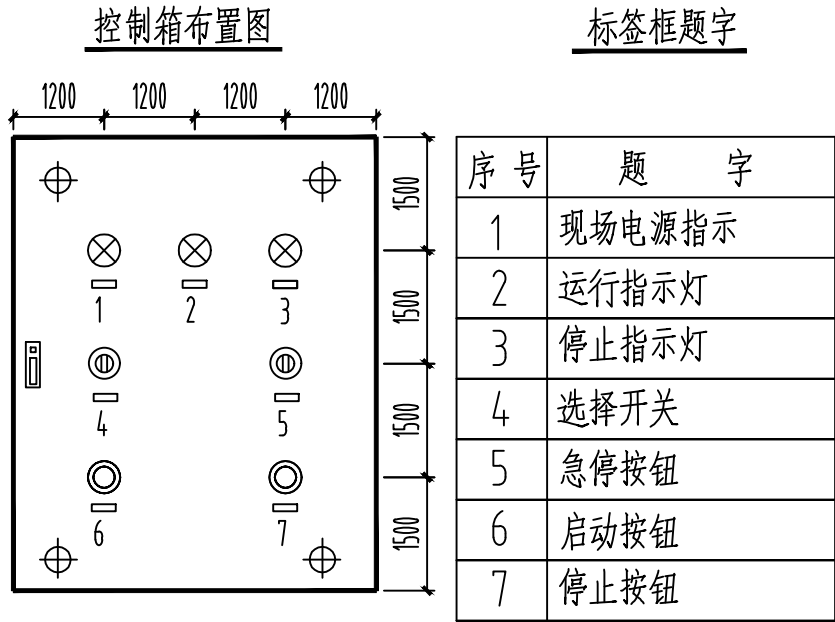 控制箱布置图
标签框题字
1200 1200 1200 1200
1500
1500
1500
1500
1 2 3
4 5
6 7
序号 题字
1 现场电源指示
2 运行指示灯
3 停止指示灯
4 选择开关
5 急停按钮
6 启动按钮
7 停止按钮